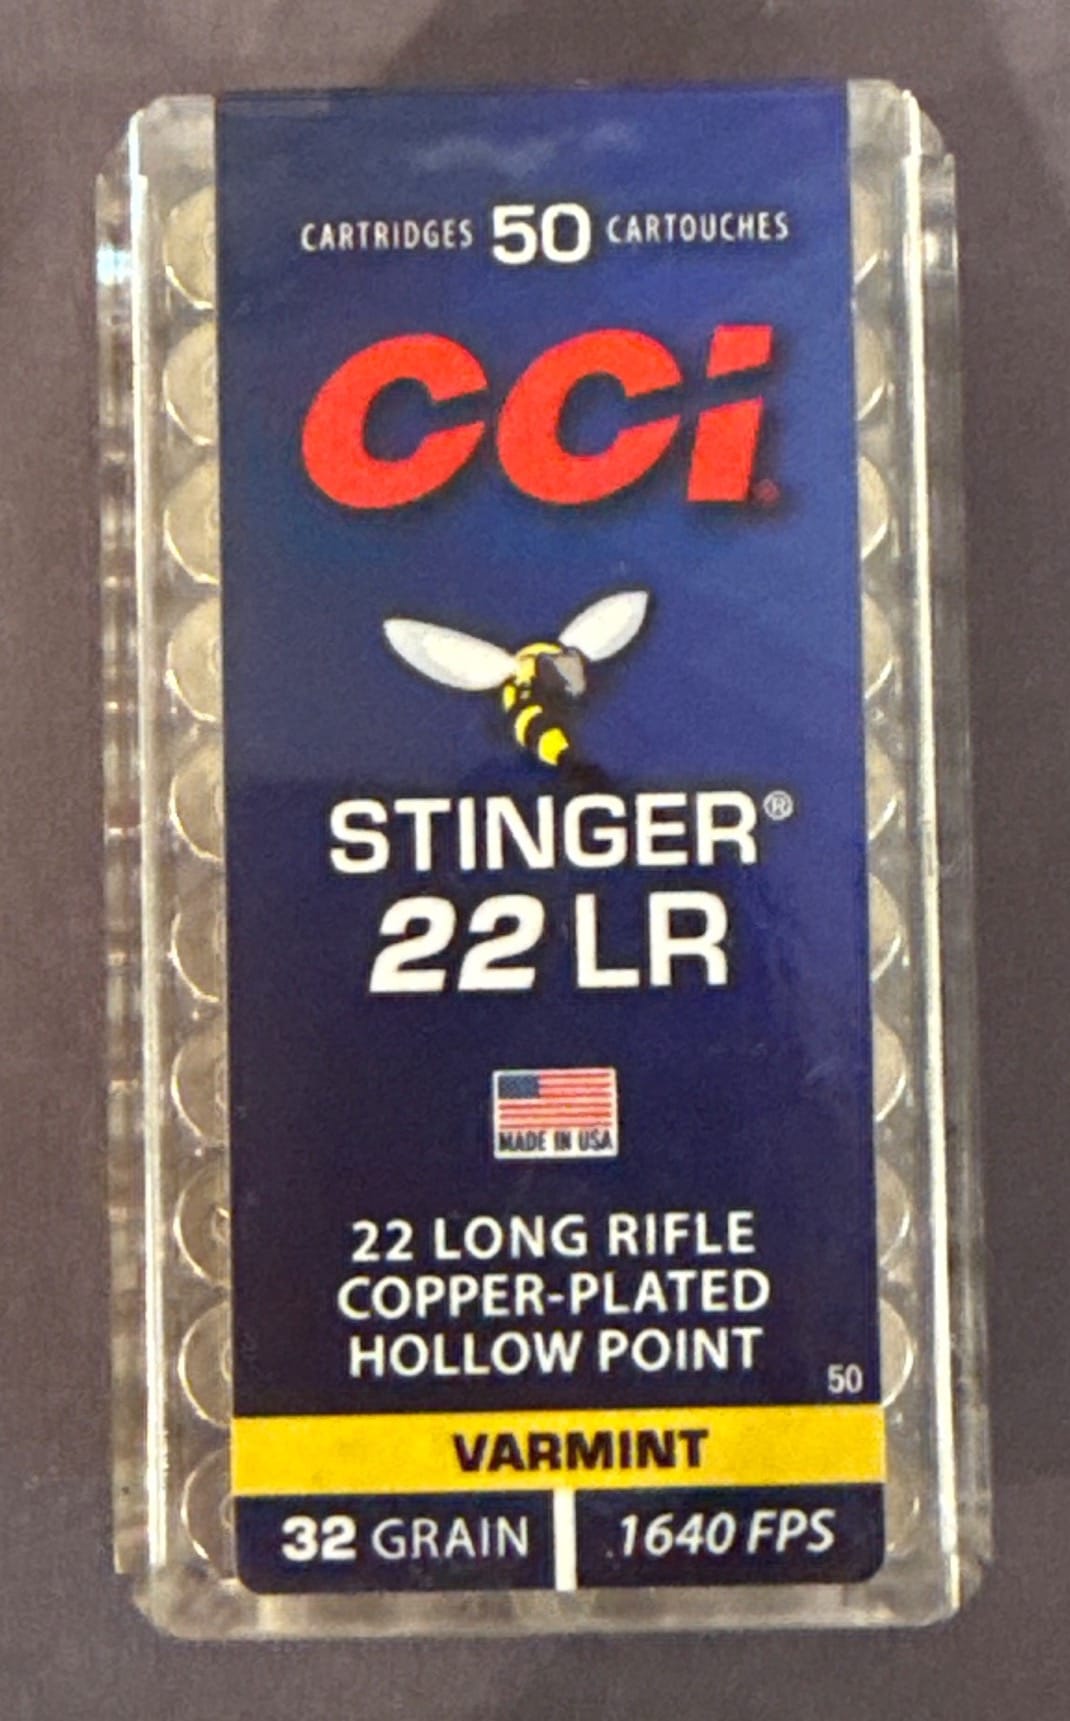 CARTRIDGES 50 CARTOUCHES
CCi®
STINGER®
22 LR
MADE IN USA
22 LONG RIFLE
COPPER-PLATED
HOLLOW POINT
50
VARMINT
32 GRAIN 1640 FPS